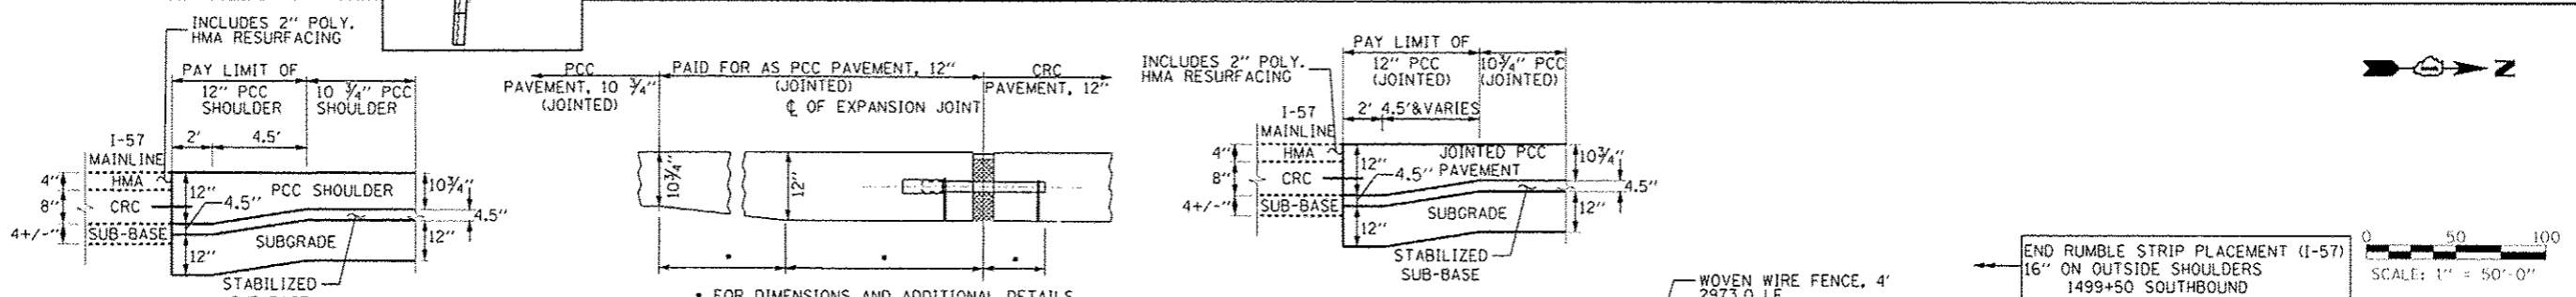 INCLUDES 2" POLY.
HMA RESURFACING
PAY LIMIT OF
12" PCC
SHOULDER
10 3/4" PCC
SHOULDER
2'
4.5'
I-57
MAINLINE
4"
HMA
8"
CRC
4+/-"
SUB-BASE
12"
4.5"
12"
PCC SHOULDER
SUBGRADE
10 3/4"
4.5"
12"
STABILIZED
PCC
PAVEMENT, 10 3/4"
(JOINTED)
PAID FOR AS PCC PAVEMENT, 12"
(JOINTED)
℄ OF EXPANSION JOINT
CRC
PAVEMENT, 12"
10 3/4"
12"
• • •
• FOR DIMENSIONS AND ADDITIONAL DETAILS
INCLUDES 2" POLY.
HMA RESURFACING
PAY LIMIT OF
12" PCC
(JOINTED)
10 3/4" PCC
(JOINTED)
2'
4.5'&VARIES
I-57
MAINLINE
4"
HMA
8"
CRC
4+/-"
SUB-BASE
12"
4.5"
12"
JOINTED PCC
PAVEMENT
SUBGRADE
10 3/4"
4.5"
12"
STABILIZED
SUB-BASE
WOVEN WIRE FENCE, 4'
2973.0 LF
END RUMBLE STRIP PLACEMENT (I-57)
16" ON OUTSIDE SHOULDERS
1499+50 SOUTHBOUND
N
0 50 100
SCALE: 1" = 50'-0"